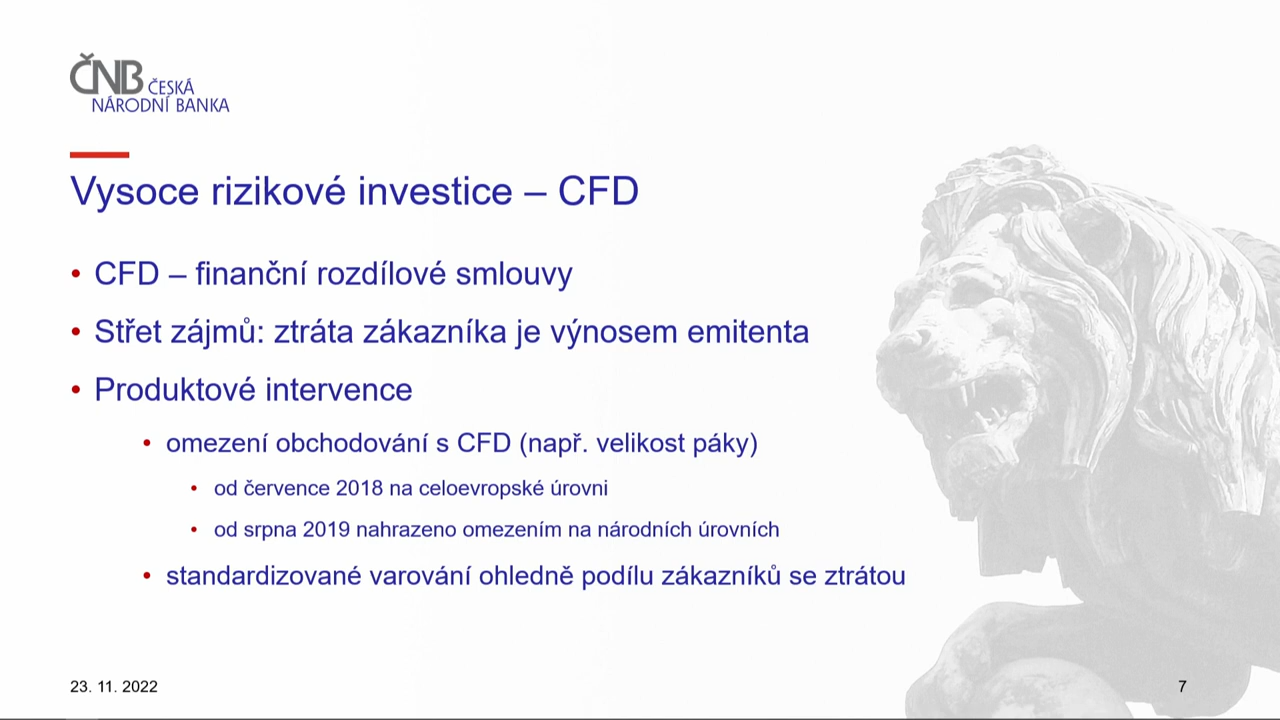 ČNB ČESKÁ
NÁRODNÍ BANKA
Vysoce rizikové investice – CFD
• CFD – finanční rozdílové smlouvy
• Střet zájmů: ztráta zákazníka je výnosem emitenta
• Produktové intervence
• omezení obchodování s CFD (např. velikost páky)
• od července 2018 na celoevropské úrovni
• od srpna 2019 nahrazeno omezením na národních úrovních
• standardizované varování ohledně podílu zákazníků se ztrátou
23. 11. 2022
7